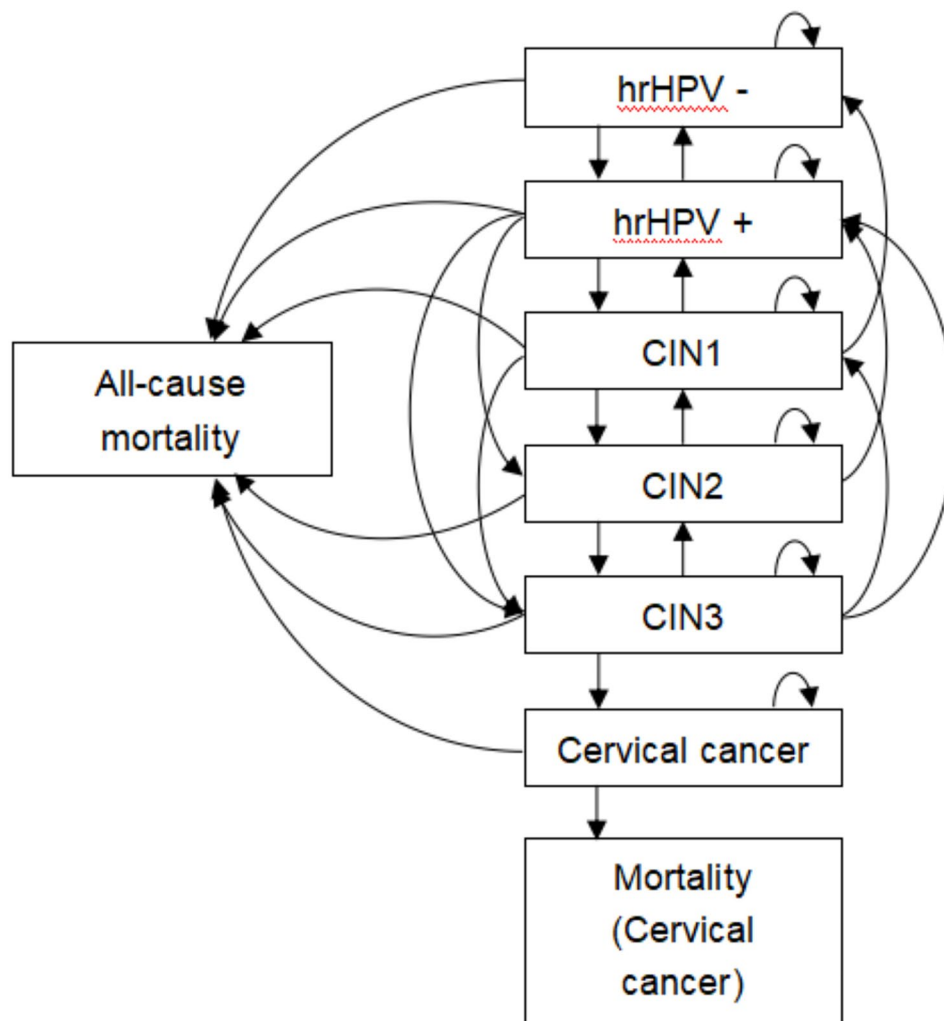 hrHPV -
hrHPV +
CIN1
All-cause
mortality
CIN2
CIN3
Cervical cancer
Mortality
(Cervical
cancer)